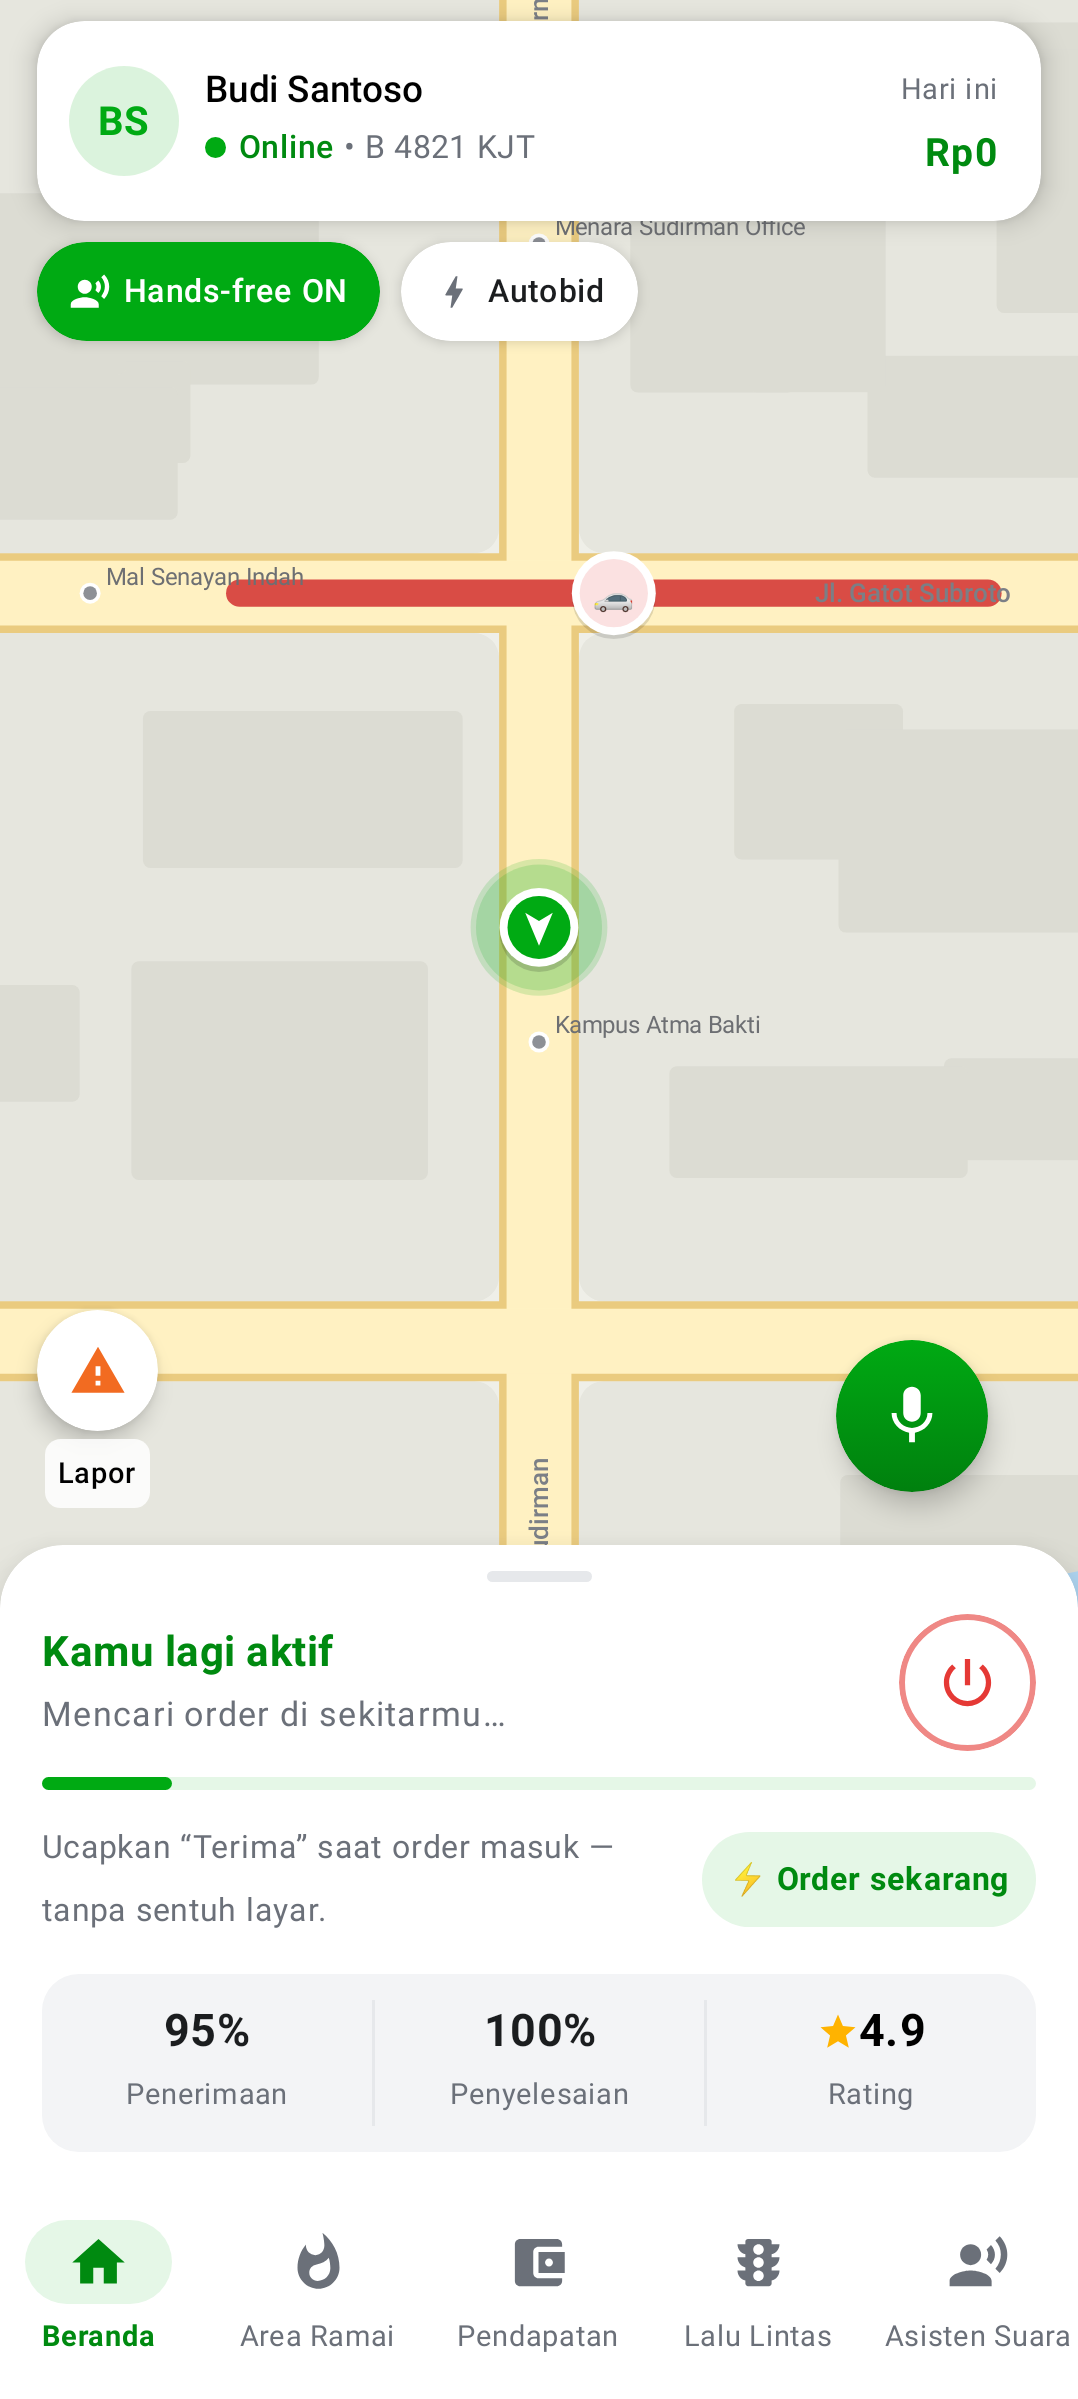 BS
Budi Santoso
Online • B 4821 KJT
Hari ini
Rp0
Menara Sudirman Office
Hands-free ON
Autobid
Mal Senayan Indah
Jl. Gatot Subroto
Kampus Atma Bakti
Lapor
Kamu lagi aktif
Mencari order di sekitarmu...
Ucapkan “Terima” saat order masuk —
tanpa sentuh layar.
⚡ Order sekarang
95%
Penerimaan
100%
Penyelesaian
4.9
Rating
Beranda
Area Ramai
Pendapatan
Lalu Lintas
Asisten Suara